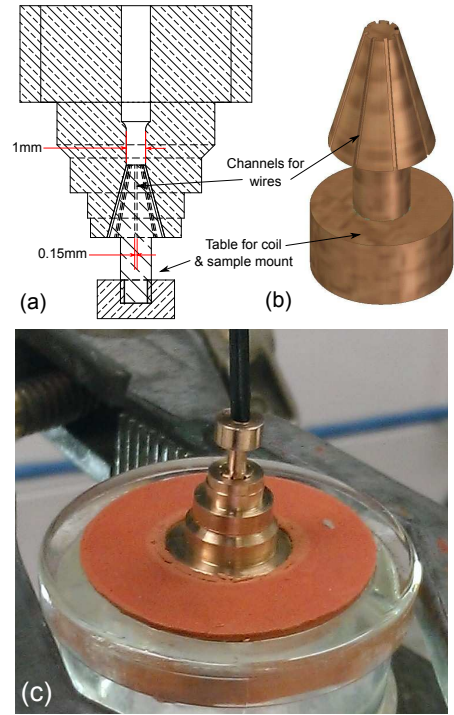 1mm
Channels for
wires
Table for coil
& sample mount
0.15mm
(a)
(b)
(c)